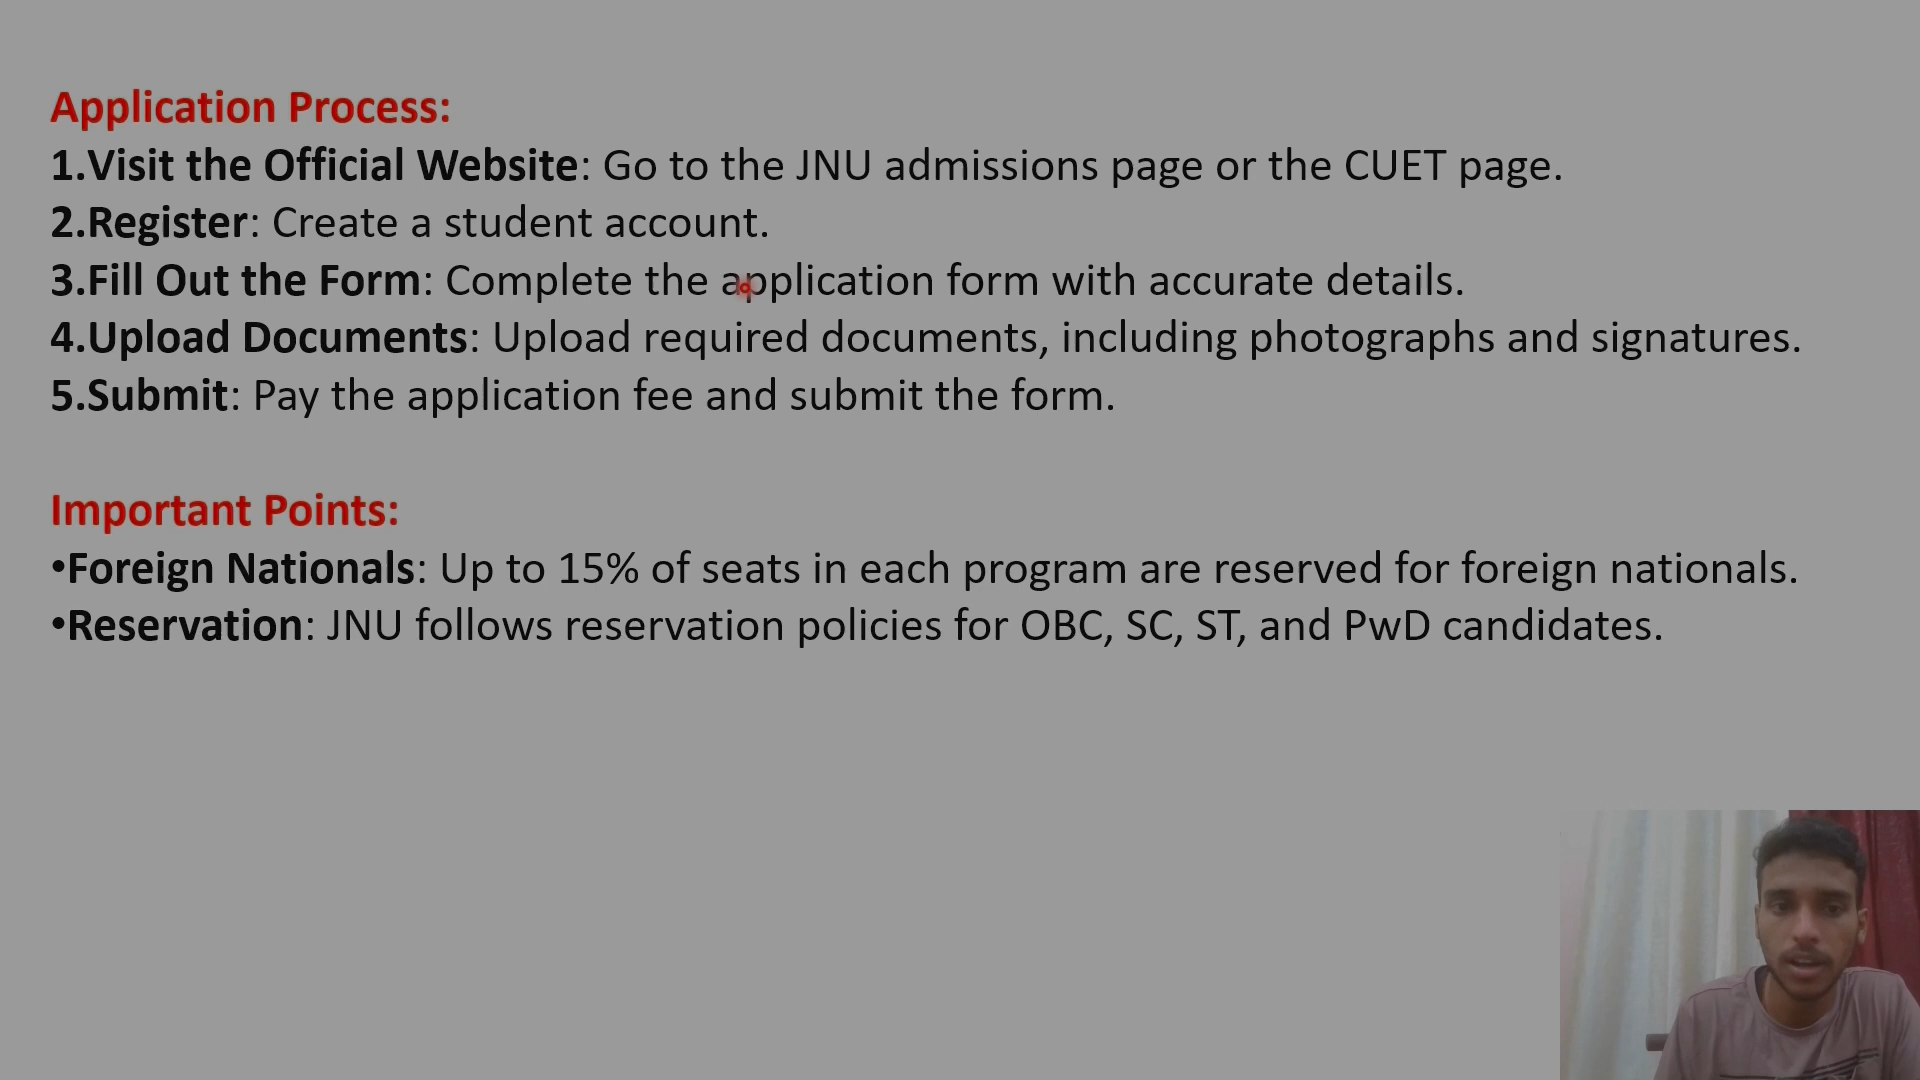 Application Process:
1.Visit the Official Website: Go to the JNU admissions page or the CUET page.
2.Register: Create a student account.
3.Fill Out the Form: Complete the application form with accurate details.
4.Upload Documents: Upload required documents, including photographs and signatures.
5.Submit: Pay the application fee and submit the form.
Important Points:
•Foreign Nationals: Up to 15% of seats in each program are reserved for foreign nationals.
•Reservation: JNU follows reservation policies for OBC, SC, ST, and PwD candidates.